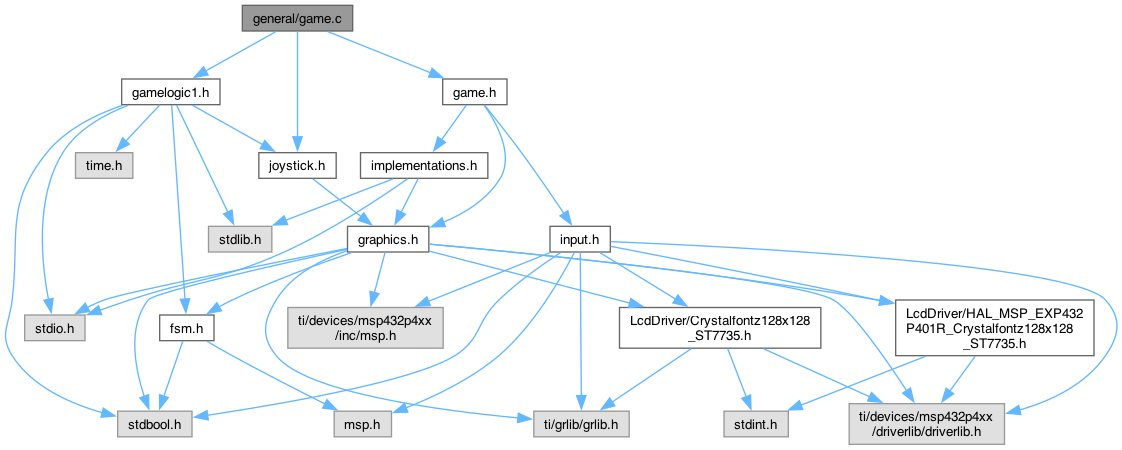 general/game.c
gamelogic1.h
game.h
time.h
joystick.h
implementations.h
stdlib.h
graphics.h
input.h
stdio.h
fsm.h
ti/devices/msp432p4xx
/inc/msp.h
LcdDriver/Crystalfontz128x128
_ST7735.h
LcdDriver/HAL_MSP_EXP432
P401R_Crystalfontz128x128
_ST7735.h
stdbool.h
msp.h
ti/grlib/grlib.h
stdint.h
ti/devices/msp432p4xx
/driverlib/driverlib.h